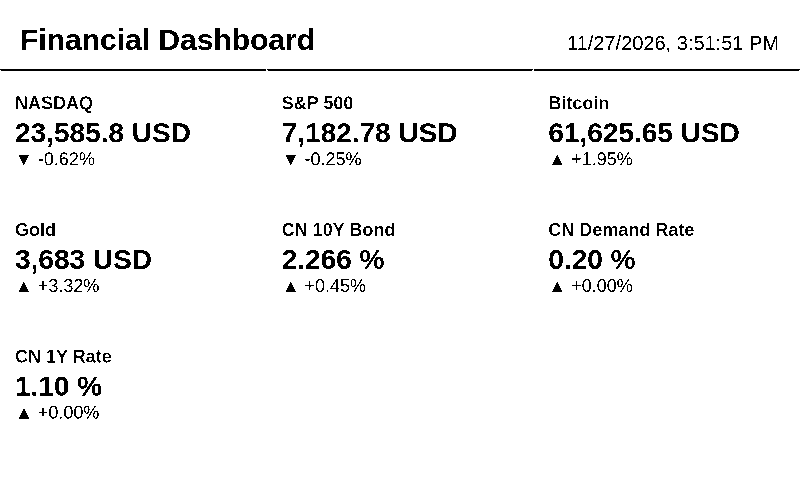 Financial Dashboard
11/27/2026, 3:51:51 PM
NASDAQ
23,585.8 USD
▼ -0.62%
S&P 500
7,182.78 USD
▼ -0.25%
Bitcoin
61,625.65 USD
▲ +1.95%
Gold
3,683 USD
▲ +3.32%
CN 10Y Bond
2.266 %
▲ +0.45%
CN Demand Rate
0.20 %
▲ +0.00%
CN 1Y Rate
1.10 %
▲ +0.00%